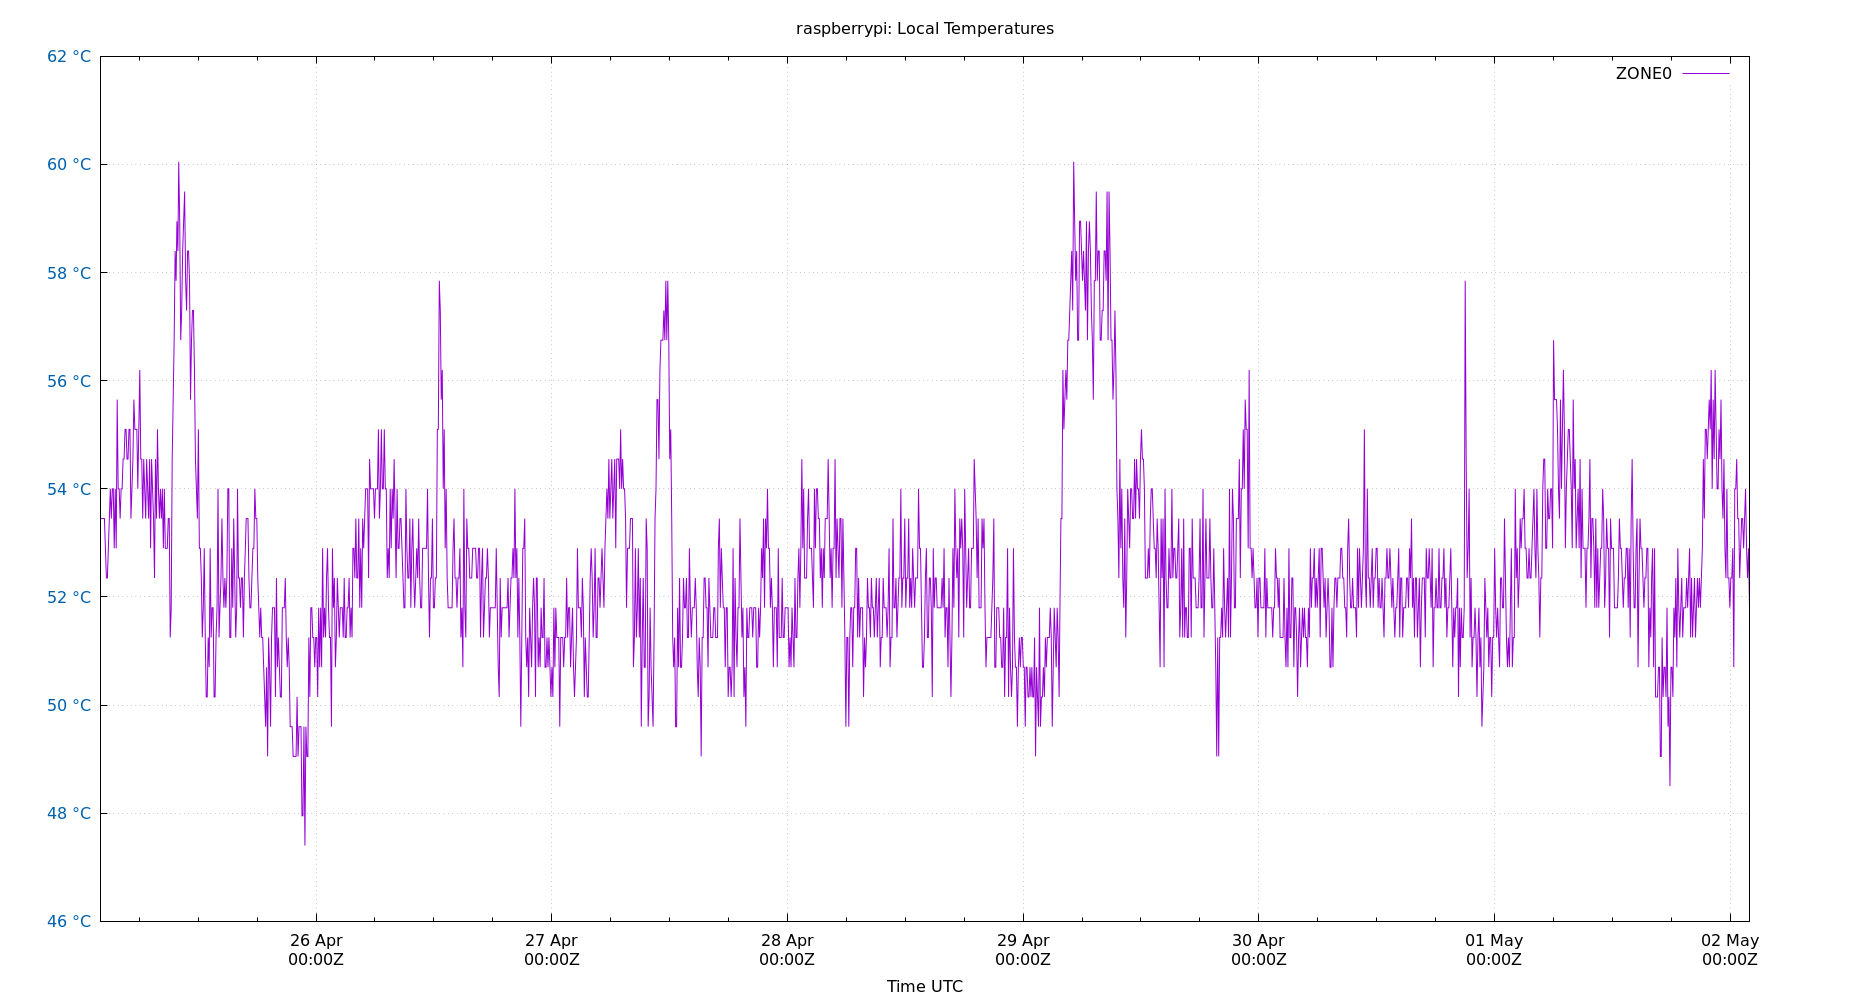 raspberrypi: Local Temperatures
62 °C
ZONE0
60 °C
58 °C
56 °C
54 °C
52 °C
50 °C
48 °C
46 °C
26 Apr 27 Apr 28 Apr 29 Apr 30 Apr 01 May 02 May
00:00Z 00:00Z 00:00Z 00:00Z 00:00Z 00:00Z 00:00Z
Time UTC